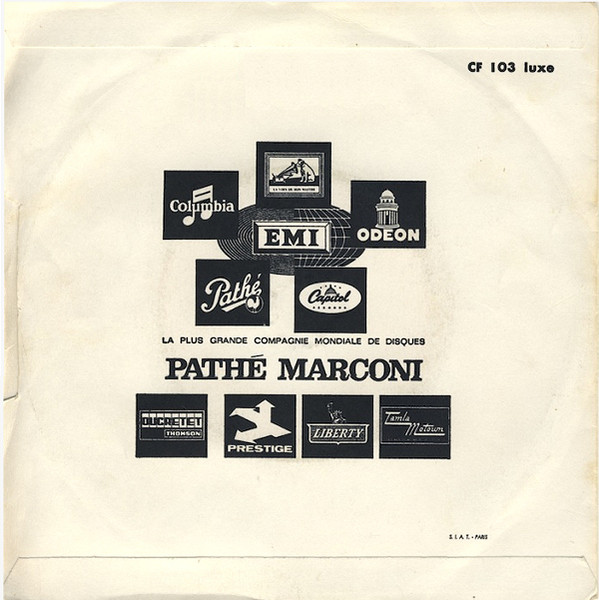 CF 103 luxe
LA VOIX DE SON MAITRE
Columbia
EMI
ODEON
Pathé
Capitol
RECORDS
LA PLUS GRANDE COMPAGNIE MONDIALE DE DISQUES
PATHÉ MARCONI
DUCRETET
THOMSON
PRESTIGE
LIBERTY
Tamla
Motown
S.I.A.T. - PARIS